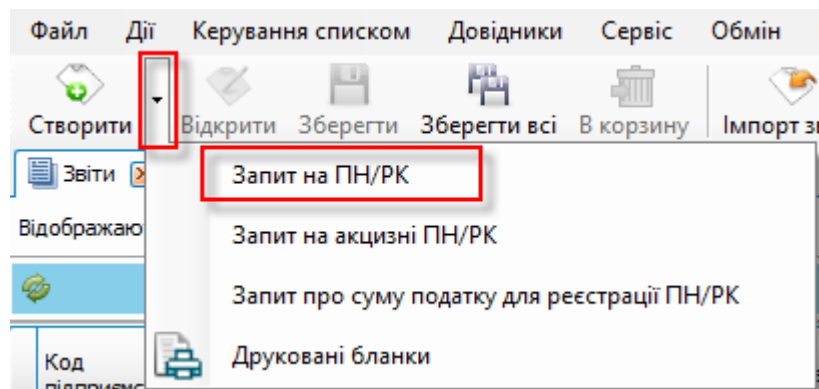 Файл Дії Керування списком Довідники Сервіс Обмін
Створити Відкрити Зберегти Зберегти всі В корзину Імпорт
Звіти Запит на ПН/РК
Запит на акцизні ПН/РК
Запит про суму податку для реєстрації ПН/РК
Код Друковані бланки